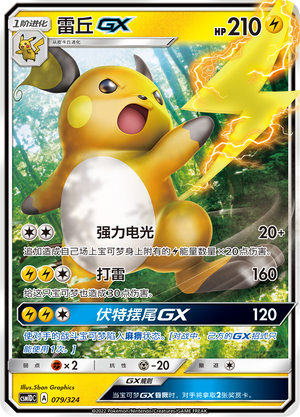 1阶进化 雷丘GX HP 210
从皮卡丘进化
强力电光 20+
追加造成自己场上宝可梦身上附有的能量数量×20点伤害。
打雷 160
给这只宝可梦也造成30点伤害。
伏特摆尾GX 120
使对手的战斗宝可梦陷入麻痹状态。[对战中,己方的GX招式只
能使用1次。]
弱点 ×2 抵抗力 -20 撤退
Illus.5ban Graphics
GX规则
csm1DC A 079/324
当宝可梦GX昏厥时,对手将拿取2张奖赏卡。
©2022 Pokémon/Nintendo/Creatures/GAME FREAK